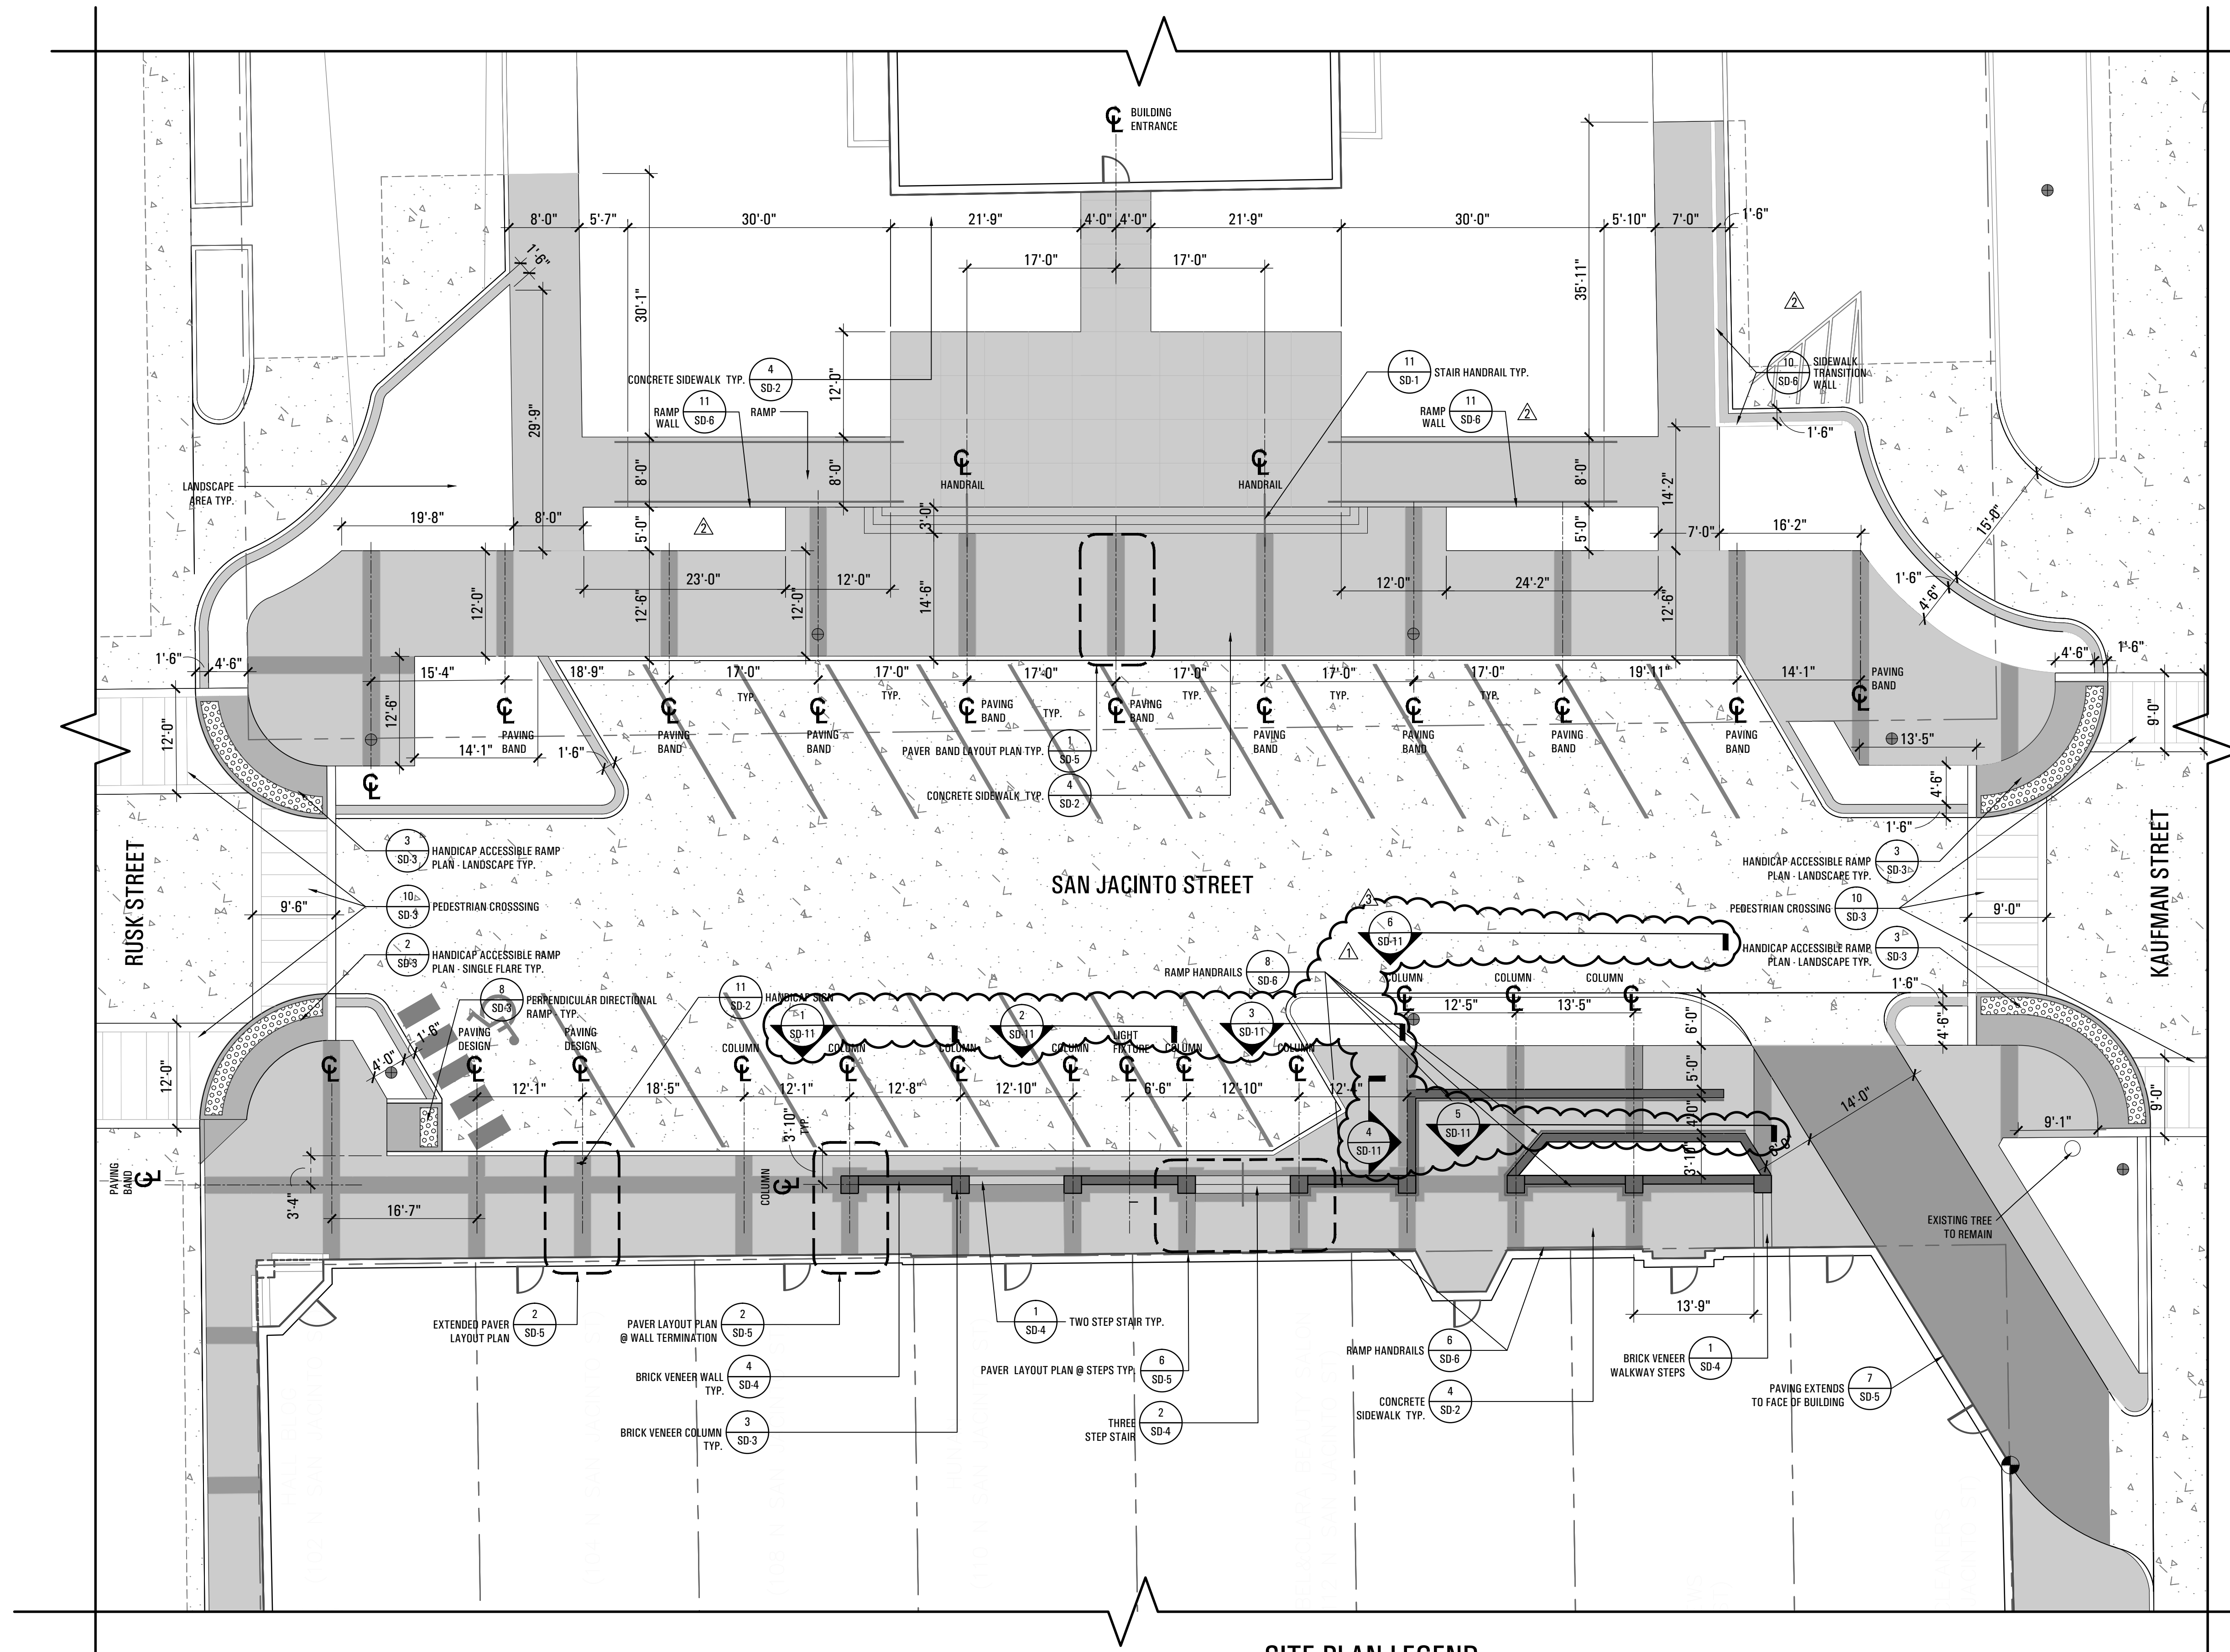 BUILDING
ENTRANCE
8'-0"
5'-7"
30'-0"
21'-9"
4'-0"
4'-0"
21'-9"
30'-0"
5'-10"
7'-0"
1'-6"
1'-6"
17'-0"
17'-0"
30'-1"
35'-11"
2
29'-9"
12'-0"
CONCRETE SIDEWALK TYP.
4
SD-2
RAMP
WALL
11
SD-6
RAMP
11
SD-1
STAIR HANDRAIL TYP.
RAMP
WALL
11
SD-6
2
10
SD-6
SIDEWALK
TRANSITION
WALL
1'-6"
LANDSCAPE
AREA TYP.
8'-0"
8'-0"
HANDRAIL
HANDRAIL
8'-0"
14'-2"
19'-8"
8'-0"
5'-0"
2
3'-0"
5'-0"
7'-0"
16'-2"
15'-0"
23'-0"
12'-0"
12'-0"
24'-2"
1'-6"
4'-6"
12'-0"
12'-6"
12'-0"
14'-6"
12'-6"
1'-6"
4'-6"
15'-4"
18'-9"
17'-0"
TYP.
17'-0"
TYP.
17'-0"
TYP.
17'-0"
TYP.
17'-0"
TYP.
17'-0"
TYP.
19'-11"
14'-1"
PAVING
BAND
4'-6"
1'-6"
12'-0"
12'-6"
14'-1"
1'-6"
PAVING
BAND
PAVING
BAND
PAVING
BAND
PAVING
BAND
PAVING
BAND
PAVING
BAND
PAVING
BAND
PAVING
BAND
PAVING
BAND
13'-5"
9'-0"
PAVER BAND LAYOUT PLAN TYP.
1
SD-5
CONCRETE SIDEWALK TYP.
4
SD-2
4'-6"
1'-6"
RUSK STREET
3
SD-3
HANDICAP ACCESSIBLE RAMP
PLAN - LANDSCAPE TYP.
SAN JACINTO STREET
HANDICAP ACCESSIBLE RAMP
PLAN - LANDSCAPE TYP.
3
SD-3
KAUFMAN STREET
9'-6"
10
SD-3
PEDESTRIAN CROSSSING
3
6
SD-11
PEDESTRIAN CROSSING
10
SD-3
9'-0"
2
SD-3
HANDICAP ACCESSIBLE RAMP
PLAN - SINGLE FLARE TYP.
1
HANDICAP ACCESSIBLE RAMP
PLAN - LANDSCAPE TYP.
3
SD-3
8
SD-3
PERPENDICULAR DIRECTIONAL
RAMP - TYP.
11
SD-2
HANDICAP SIGN
RAMP HANDRAILS
8
SD-6
COLUMN
COLUMN
COLUMN
1'-6"
12'-5"
13'-5"
1
SD-11
2
SD-11
3
SD-11
6'-0"
4'-6"
12'-0"
4'-0"
1'-6"
PAVING
DESIGN
PAVING
DESIGN
COLUMN
COLUMN
COLUMN
COLUMN
LIGHT
FIXTURE
COLUMN
COLUMN
12'-1"
18'-5"
12'-1"
12'-8"
12'-10"
6'-6"
12'-10"
12'-4"
5'-0"
14'-0"
9'-0"
3'-10"
TYP.
4
SD-11
5
SD-11
4'-0"
3'-10"
9'-1"
PAVING
BAND
3'-4"
16'-7"
COLUMN
EXISTING TREE
TO REMAIN
13'-9"
EXTENDED PAVER
LAYOUT PLAN
2
SD-5
PAVER LAYOUT PLAN
@ WALL TERMINATION
2
SD-5
1
SD-4
TWO STEP STAIR TYP.
RAMP HANDRAILS
6
SD-6
BRICK VENEER
WALKWAY STEPS
1
SD-4
BRICK VENEER WALL
TYP.
4
SD-4
PAVER LAYOUT PLAN @ STEPS TYP.
6
SD-5
CONCRETE
SIDEWALK TYP.
4
SD-2
PAVING EXTENDS
TO FACE OF BUILDING
7
SD-5
BRICK VENEER COLUMN
TYP.
3
SD-3
THREE
STEP STAIR
2
SD-4
SITE PLAN LEGEND